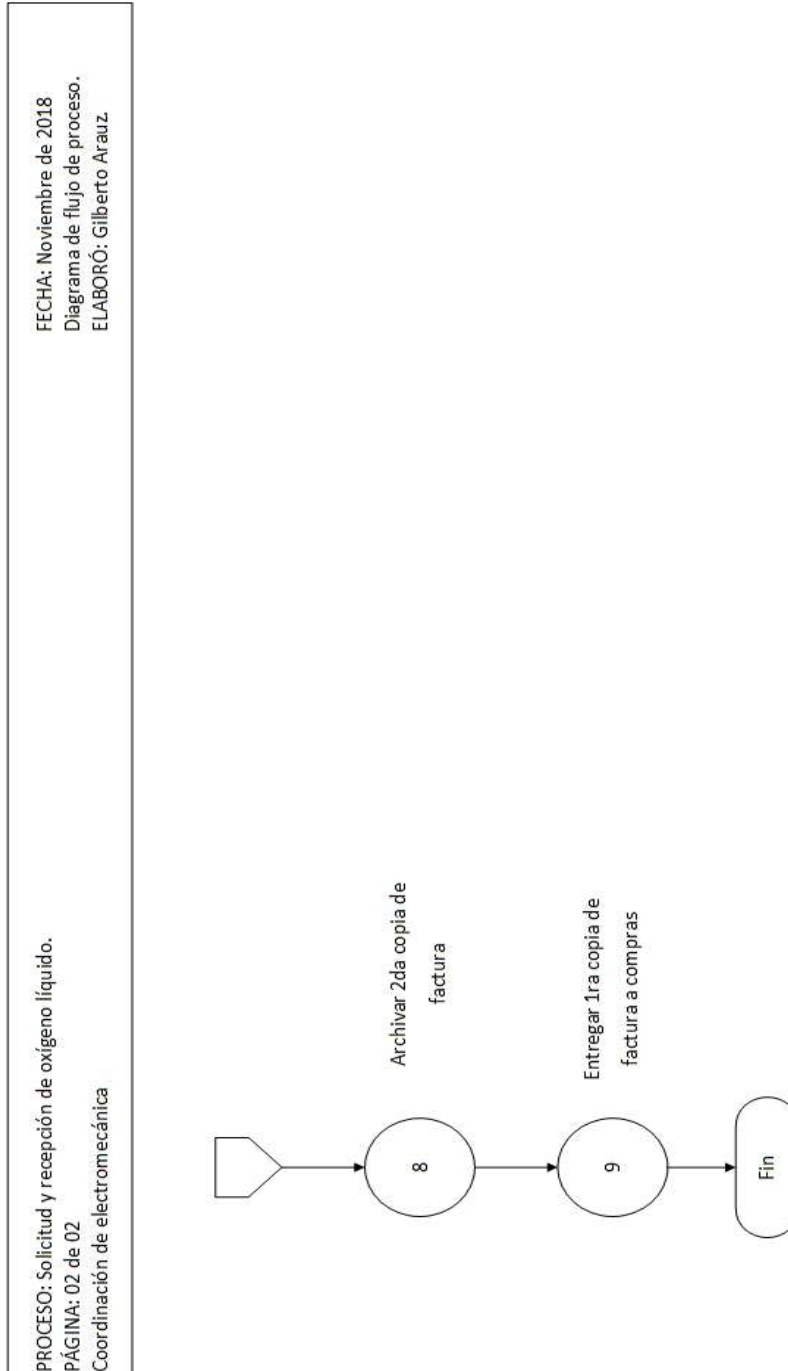 PROCESO: Solicitud y recepción de oxígeno líquido.
PÁGINA: 02 de 02
Coordinación de electromecánica
FECHA: Noviembre de 2018
Diagrama de flujo de proceso.
ELABORÓ: Gilberto Arauz.
8
Archivar 2da copia de
factura
9
Entregar 1ra copia de
factura a compras
Fin